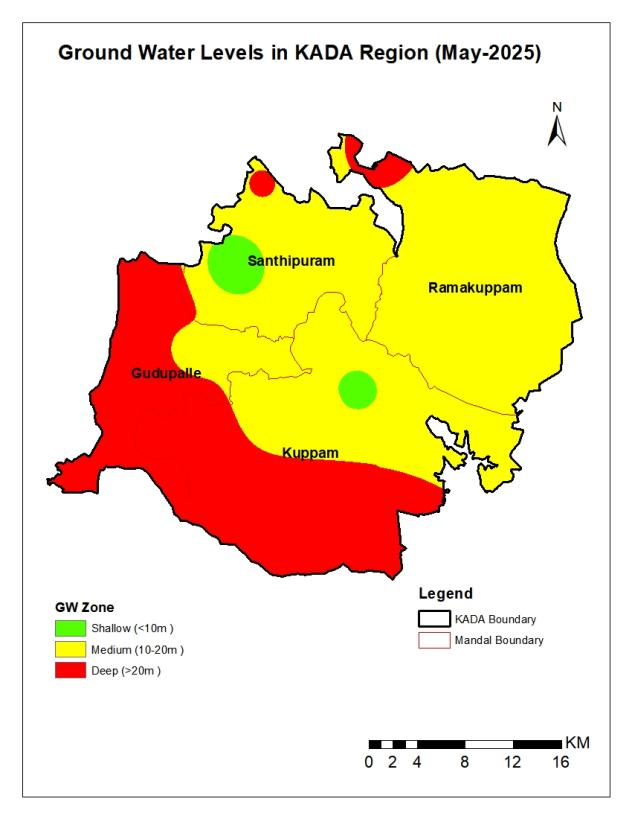 Ground Water Levels in KADA Region (May-2025)
N
Santhipuram
Ramakuppam
Gudupalle
Kuppam
GW Zone
Shallow (<10m )
Medium (10-20m )
Deep (>20m )
Legend
KADA Boundary
Mandal Boundary
KM
0 2 4 8 12 16